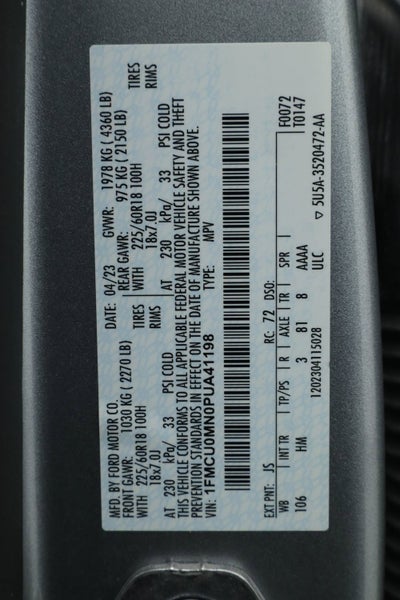 MFD. BY FORD MOTOR CO.
DATE: 04/23 GVWR: 1978 KG ( 4360 LB)
FRONT GAWR: 1030 KG ( 2270 LB) REAR GAWR: 975 KG ( 2150 LB)
WITH 225/60R18 100H TIRES WITH 225/60R18 100H TIRES
18x7.0J RIMS 18x7.0J RIMS
AT 230 kPa/ 33 PSI COLD AT 230 kPa/ 33 PSI COLD
THIS VEHICLE CONFORMS TO ALL APPLICABLE FEDERAL MOTOR VEHICLE SAFETY AND THEFT
PREVENTION STANDARDS IN EFFECT ON THE DATE OF MANUFACTURE SHOWN ABOVE.
VIN: 1FMCU0MN0PUA41198 TYPE: MPV
F0072
T0147
EXT PNT: JS RC: 72 DSO:
WB INT TR TP/PS R AXLE TR SPR
106 HM 3 81 8 AAAA
1202304115028 ULC
▽ 5U5A-3520472-AA